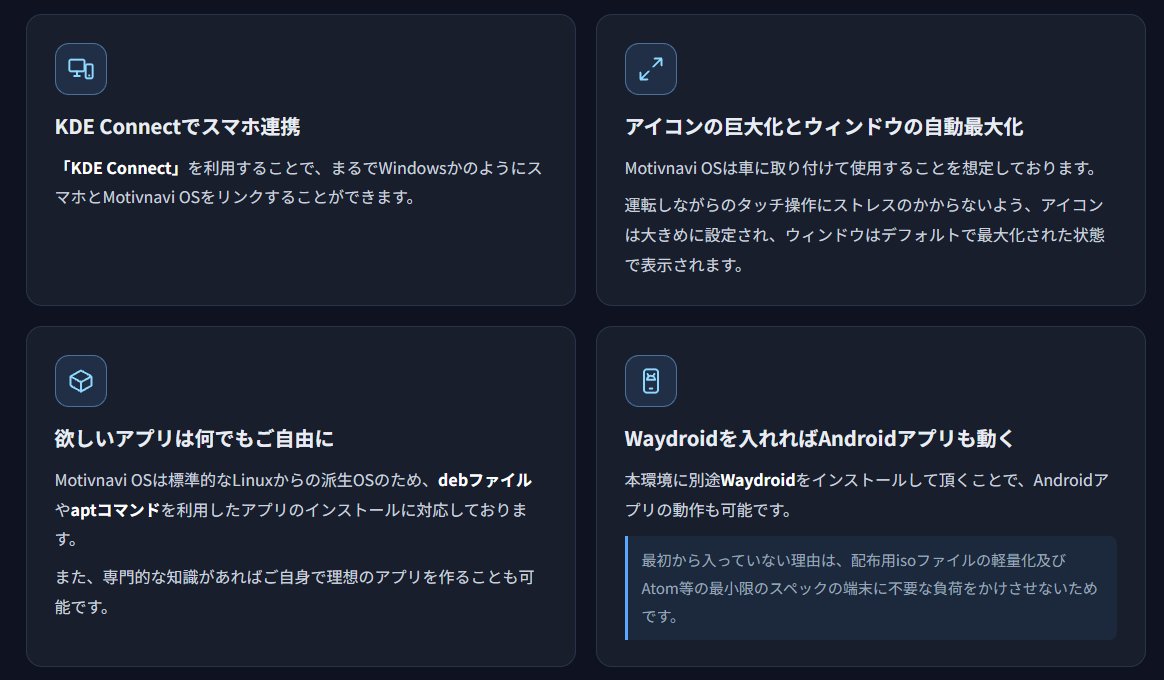 KDE Connectでスマホ連携
「KDE Connect」を利用することで、まるでWindowsかのようにス
マホとMotivnavi OSをリンクすることができます。
アイコンの巨大化とウィンドウの自動最大化
Motivnavi OSは車に取り付けて使用することを想定しております。
運転しながらのタッチ操作にストレスのかからないよう、アイコン
は大きめに設定され、ウィンドウはデフォルトで最大化された状態
で表示されます。
欲しいアプリは何でもご自由に
Motivnavi OSは標準的なLinuxからの派生OSのため、debファイル
やaptコマンドを利用したアプリのインストールに対応しておりま
す。
また、専門的な知識があればご自身で理想のアプリを作ることも可
能です。
Waydroidを入れればAndroidアプリも動く
本環境に別途Waydroidをインストールして頂くことで、Androidア
プリの動作も可能です。
最初から入っていない理由は、配布用isoファイルの軽量化及び
Atom等の最小限のスペックの端末に不要な負荷をかけさせないため
です。